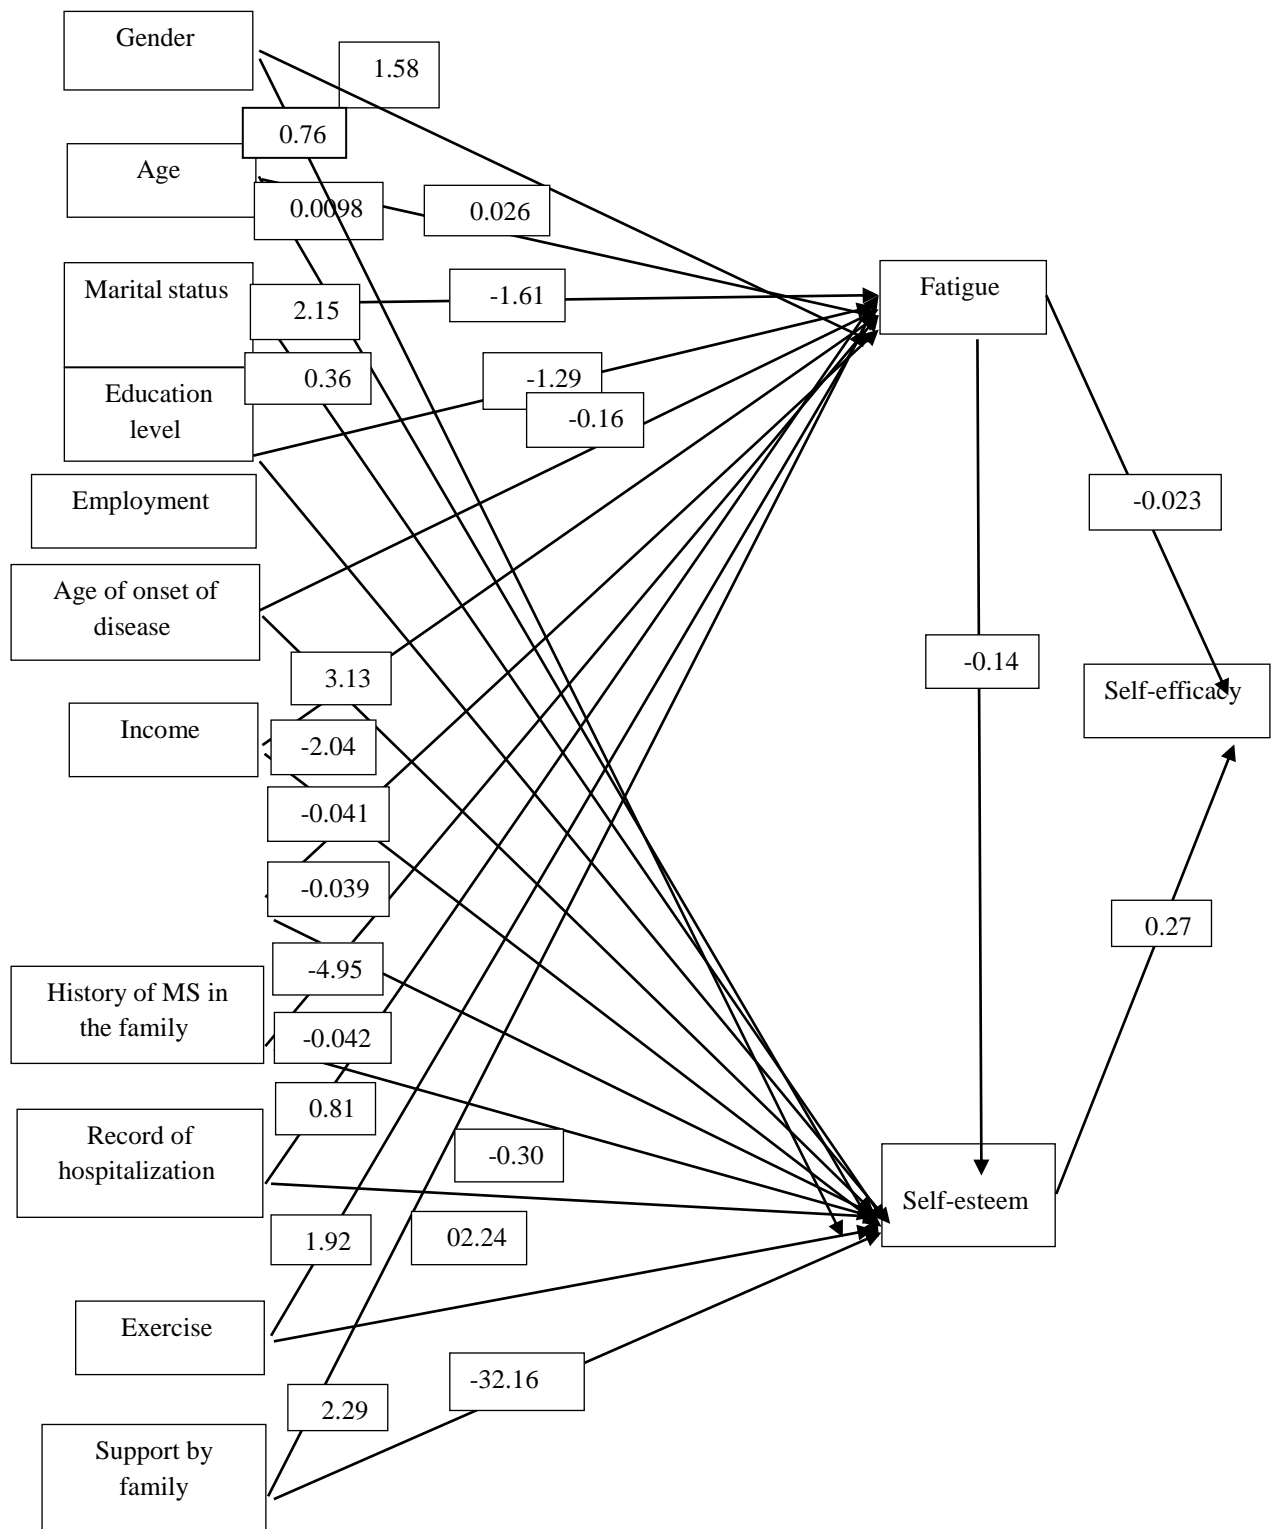 Gender
1.58
0.76
Age
0.0098
0.026
Marital status
2.15
-1.61
Fatigue
0.36
-1.29
Education
level
-0.16
Employment
-0.023
Age of onset of
disease
3.13
-0.14
Self-efficacy
Income
-2.04
-0.041
-0.039
0.27
-4.95
History of MS in
the family
-0.042
0.81
Record of
hospitalization
-0.30
Self-esteem
1.92
02.24
Exercise
-32.16
2.29
Support by
family